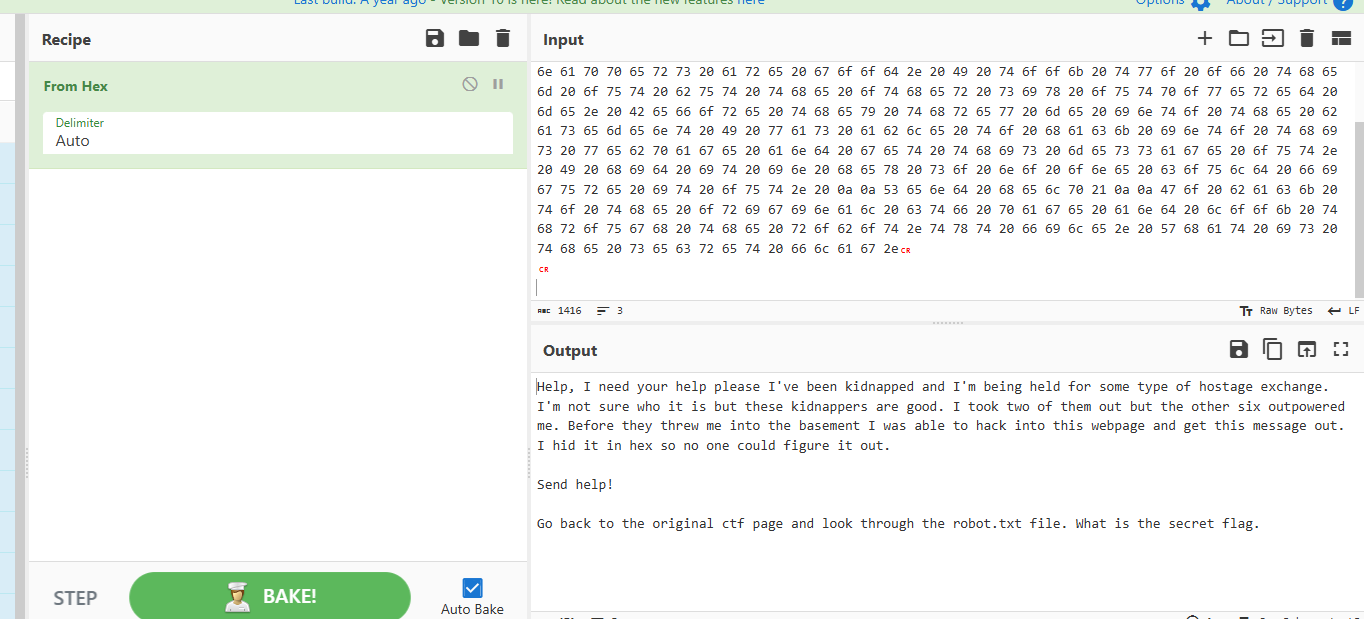 Last build: A year ago - Version 10 is here! Read about the new features here
Options
About / Support
Recipe
From Hex
Delimiter
Auto
STEP
BAKE!
Auto Bake
Input
6e 61 70 70 65 72 73 20 61 72 65 20 67 6f 6f 64 2e 20 49 20 74 6f 6f 6b 20 74 77 6f 20 6f 66 20 74 68 65
6d 20 6f 75 74 20 62 75 74 20 74 68 65 20 6f 74 68 65 72 20 73 69 78 20 6f 75 74 70 6f 77 65 72 65 64 20
6d 65 2e 20 42 65 66 6f 72 65 20 74 68 65 79 20 74 68 72 65 77 20 6d 65 20 69 6e 74 6f 20 74 68 65 20 62
61 73 65 6d 65 6e 74 20 49 20 77 61 73 20 61 62 6c 65 20 74 6f 20 68 61 63 6b 20 69 6e 74 6f 20 74 68 69
73 20 77 65 62 70 61 67 65 20 61 6e 64 20 67 65 74 20 74 68 69 73 20 6d 65 73 73 61 67 65 20 6f 75 74 2e
20 49 20 68 69 64 20 69 74 20 69 6e 20 68 65 78 20 73 6f 20 6e 6f 20 6f 6e 65 20 63 6f 75 6c 64 20 66 69
67 75 72 65 20 69 74 20 6f 75 74 2e 20 0a 0a 53 65 6e 64 20 68 65 6c 70 21 0a 0a 47 6f 20 62 61 63 6b 20
74 6f 20 74 68 65 20 6f 72 69 67 69 6e 61 6c 20 63 74 66 20 70 61 67 65 20 61 6e 64 20 6c 6f 6f 6b 20 74
68 72 6f 75 67 68 20 74 68 65 20 72 6f 62 6f 74 2e 74 78 74 20 66 69 6c 65 2e 20 57 68 61 74 20 69 73 20
74 68 65 20 73 65 63 72 65 74 20 66 6c 61 67 2e CR
CR
ABC 1416 3
Tт Raw Bytes LF
Output
Help, I need your help please I've been kidnapped and I'm being held for some type of hostage exchange.
I'm not sure who it is but these kidnappers are good. I took two of them out but the other six outpowered
me. Before they threw me into the basement I was able to hack into this webpage and get this message out.
I hid it in hex so no one could figure it out.
Send help!
Go back to the original ctf page and look through the robot.txt file. What is the secret flag.